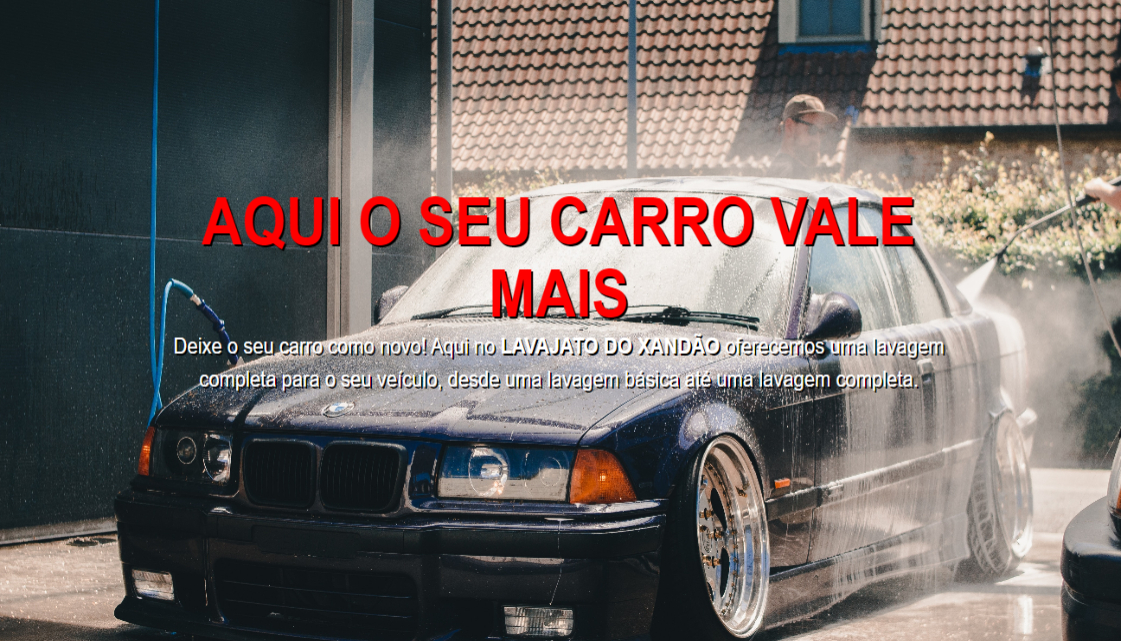 AQUI O SEU CARRO VALE
MAIS
Deixe o seu carro como novo! Aqui no LAVAJATO DO XANDÃO oferecemos uma lavagem
completa para o seu veículo, desde uma lavagem básica até uma lavagem completa.